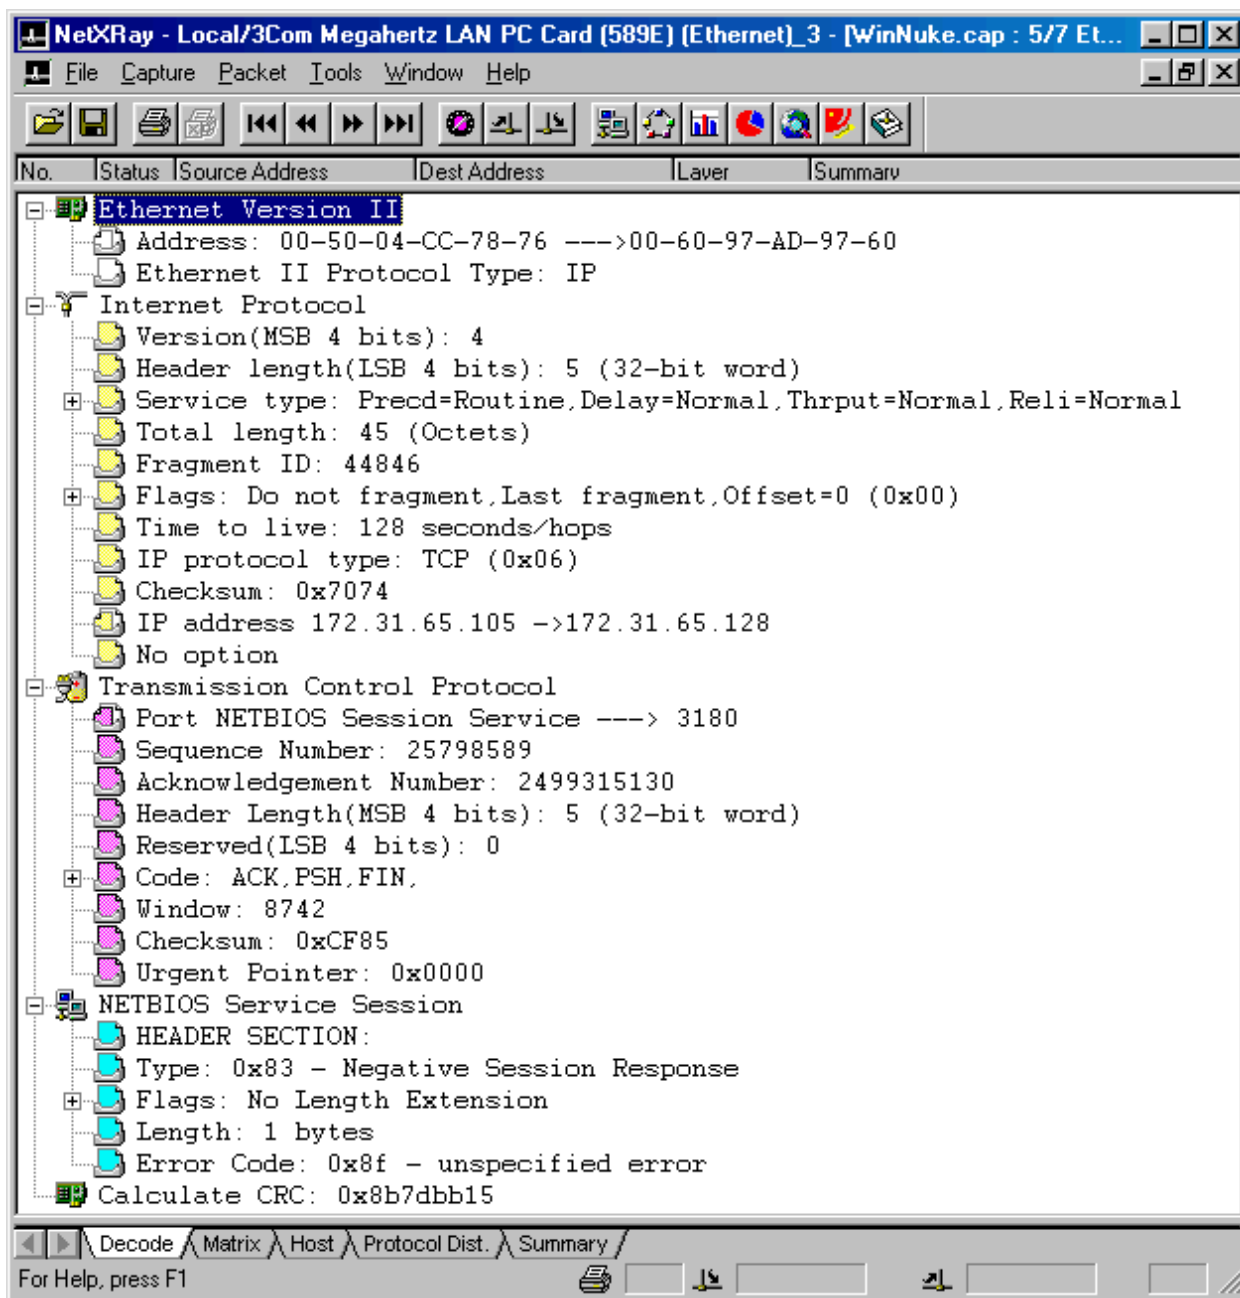 NetXRay - Local/3Com Megahertz LAN PC Card (589E) (Ethernet)_3 - [WinNuke.cap : 5/7 Et...
File Capture Packet Tools Window Help
No. Status Source Address Dest Address Layer Summary
Ethernet Version II
Address: 00-50-04-CC-78-76 --->00-60-97-AD-97-60
Ethernet II Protocol Type: IP
Internet Protocol
Version(MSB 4 bits): 4
Header length(LSB 4 bits): 5 (32-bit word)
Service type: Precd=Routine,Delay=Normal,Thrput=Normal,Reli=Normal
Total length: 45 (Octets)
Fragment ID: 44846
Flags: Do not fragment,Last fragment,Offset=0 (0x00)
Time to live: 128 seconds/hops
IP protocol type: TCP (0x06)
Checksum: 0x7074
IP address 172.31.65.105 ->172.31.65.128
No option
Transmission Control Protocol
Port NETBIOS Session Service ---> 3180
Sequence Number: 25798589
Acknowledgement Number: 2499315130
Header Length(MSB 4 bits): 5 (32-bit word)
Reserved(LSB 4 bits): 0
Code: ACK,PSH,FIN,
Window: 8742
Checksum: 0xCF85
Urgent Pointer: 0x0000
NETBIOS Service Session
HEADER SECTION:
Type: 0x83 - Negative Session Response
Flags: No Length Extension
Length: 1 bytes
Error Code: 0x8f - unspecified error
Calculate CRC: 0x8b7dbb15
Decode Matrix Host Protocol Dist. Summary
For Help, press F1